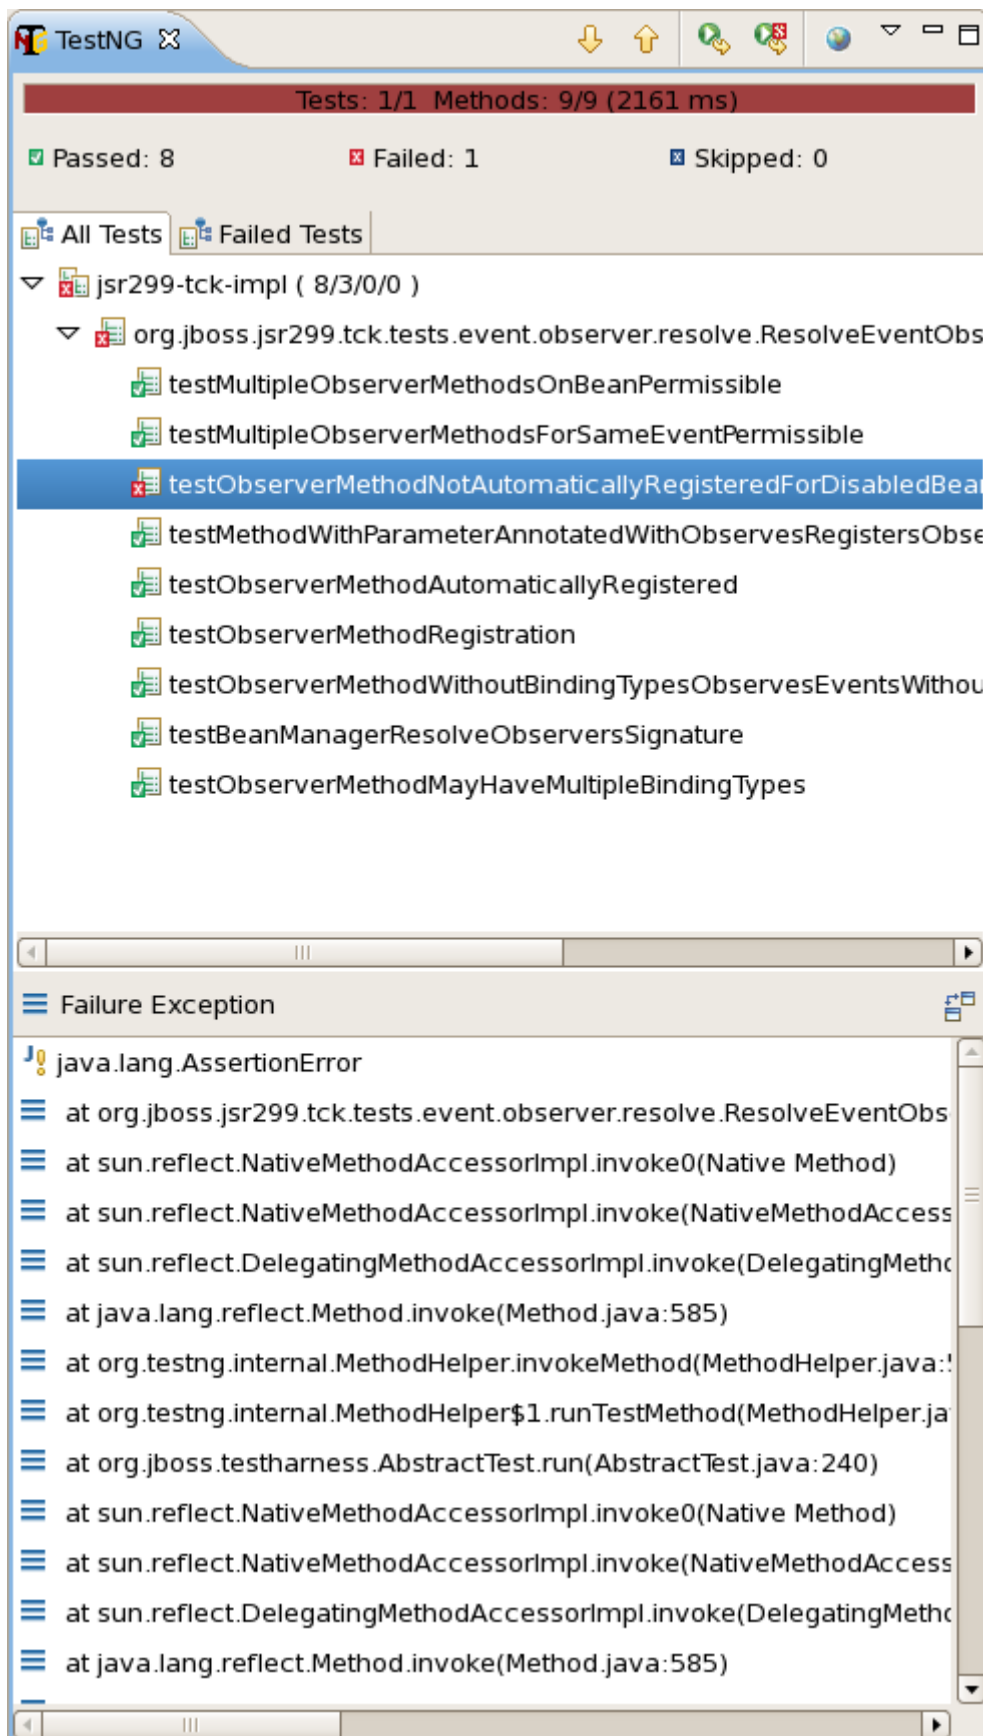 TestNG
Tests: 1/1 Methods: 9/9 (2161 ms)
Passed: 8 Failed: 1 Skipped: 0
All Tests Failed Tests
jsr299-tck-impl ( 8/3/0/0 )
org.jboss.jsr299.tck.tests.event.observer.resolve.ResolveEventObs
testMultipleObserverMethodsOnBeanPermissible
testMultipleObserverMethodsForSameEventPermissible
testObserverMethodNotAutomaticallyRegisteredForDisabledBea
testMethodWithParameterAnnotatedWithObservesRegistersObse
testObserverMethodAutomaticallyRegistered
testObserverMethodRegistration
testObserverMethodWithoutBindingTypesObservesEventsWithou
testBeanManagerResolveObserversSignature
testObserverMethodMayHaveMultipleBindingTypes
Failure Exception
java.lang.AssertionError
at org.jboss.jsr299.tck.tests.event.observer.resolve.ResolveEventObs
at sun.reflect.NativeMethodAccessorImpl.invoke0(Native Method)
at sun.reflect.NativeMethodAccessorImpl.invoke(NativeMethodAccess
at sun.reflect.DelegatingMethodAccessorImpl.invoke(DelegatingMetho
at java.lang.reflect.Method.invoke(Method.java:585)
at org.testng.internal.MethodHelper.invokeMethod(MethodHelper.java:
at org.testng.internal.MethodHelper$1.runTestMethod(MethodHelper.ja
at org.jboss.testharness.AbstractTest.run(AbstractTest.java:240)
at sun.reflect.NativeMethodAccessorImpl.invoke0(Native Method)
at sun.reflect.NativeMethodAccessorImpl.invoke(NativeMethodAccess
at sun.reflect.DelegatingMethodAccessorImpl.invoke(DelegatingMetho
at java.lang.reflect.Method.invoke(Method.java:585)